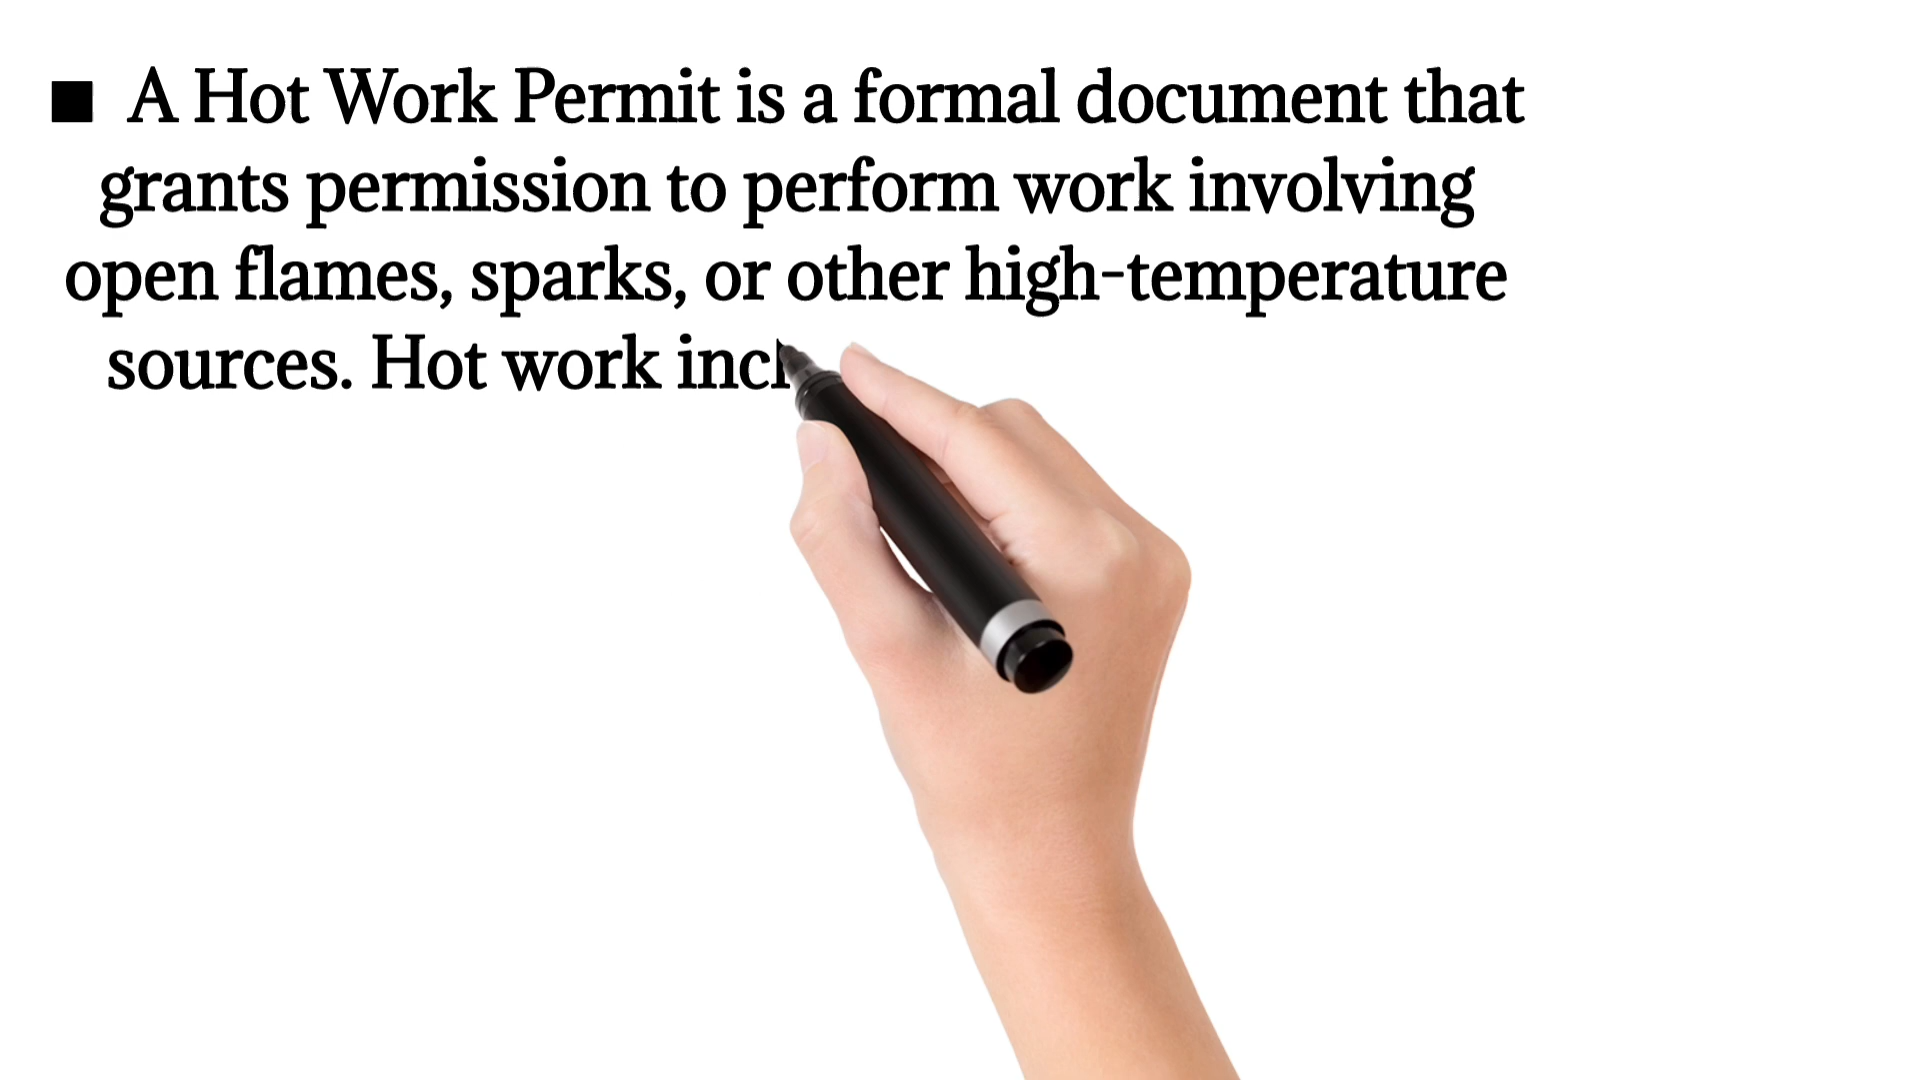 ■ A Hot Work Permit is a formal document that
grants permission to perform work involving
open flames, sparks, or other high-temperature
sources. Hot work incl